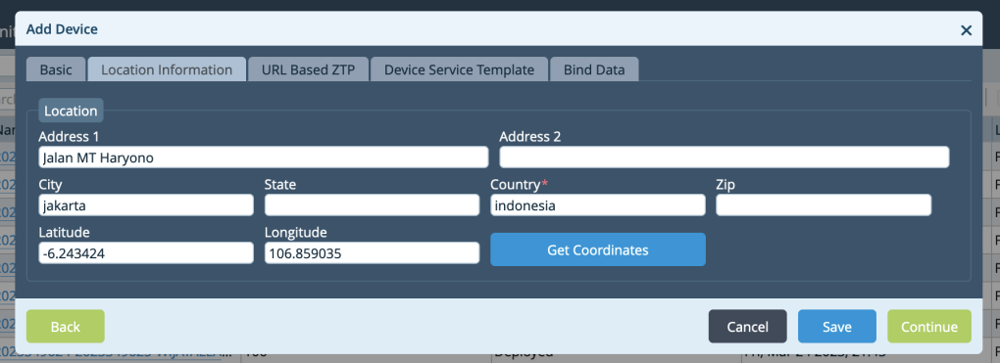 Add Device
Basic Location Information URL Based ZTP Device Service Template Bind Data
Location
Address 1 Address 2
Jalan MT Haryono
City State Country* Zip
jakarta indonesia
Latitude Longitude
-6.243424 106.859035 Get Coordinates
Back Cancel Save Continue